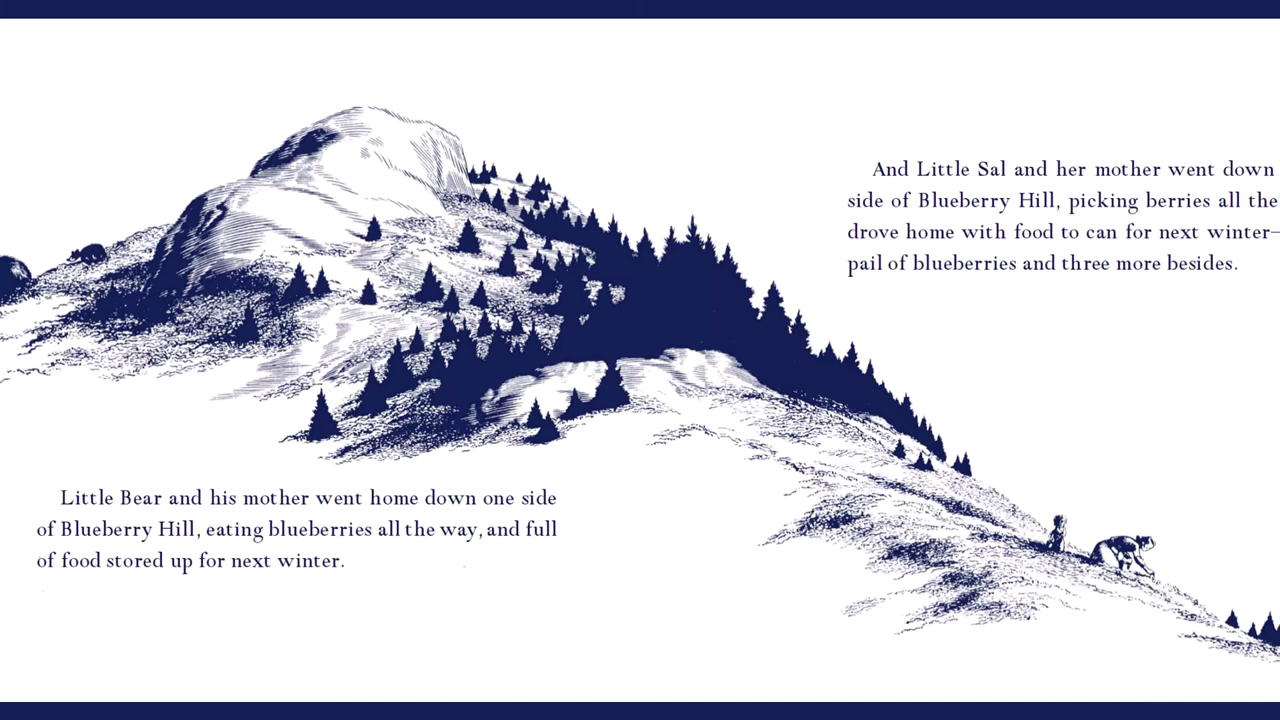 Little Bear and his mother went home down one side
of Blueberry Hill, eating blueberries all the way, and full
of food stored up for next winter.
And Little Sal and her mother went down
side of Blueberry Hill, picking berries all the
drove home with food to can for next winter—
pail of blueberries and three more besides.